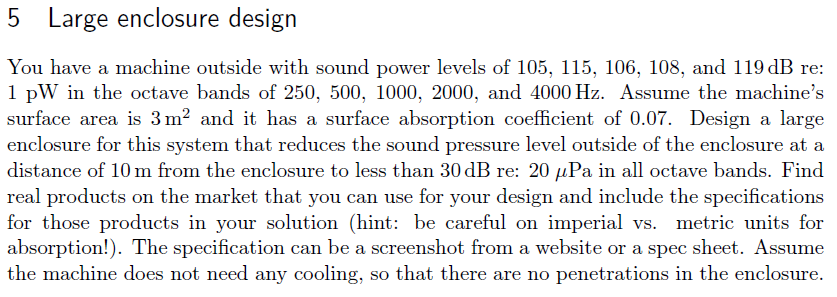 5 Large enclosure design
You have a machine outside with sound power levels of 105, 115, 106, 108, and 119 dB re:
1 pW in the octave bands of 250, 500, 1000, 2000, and 4000 Hz. Assume the machine's
surface area is 3 m² and it has a surface absorption coefficient of 0.07. Design a large
enclosure for this system that reduces the sound pressure level outside of the enclosure at a
distance of 10 m from the enclosure to less than 30 dB re: 20 μPa in all octave bands. Find
real products on the market that you can use for your design and include the specifications
for those products in your solution (hint: be careful on imperial vs. metric units for
absorption!). The specification can be a screenshot from a website or a spec sheet. Assume
the machine does not need any cooling, so that there are no penetrations in the enclosure.